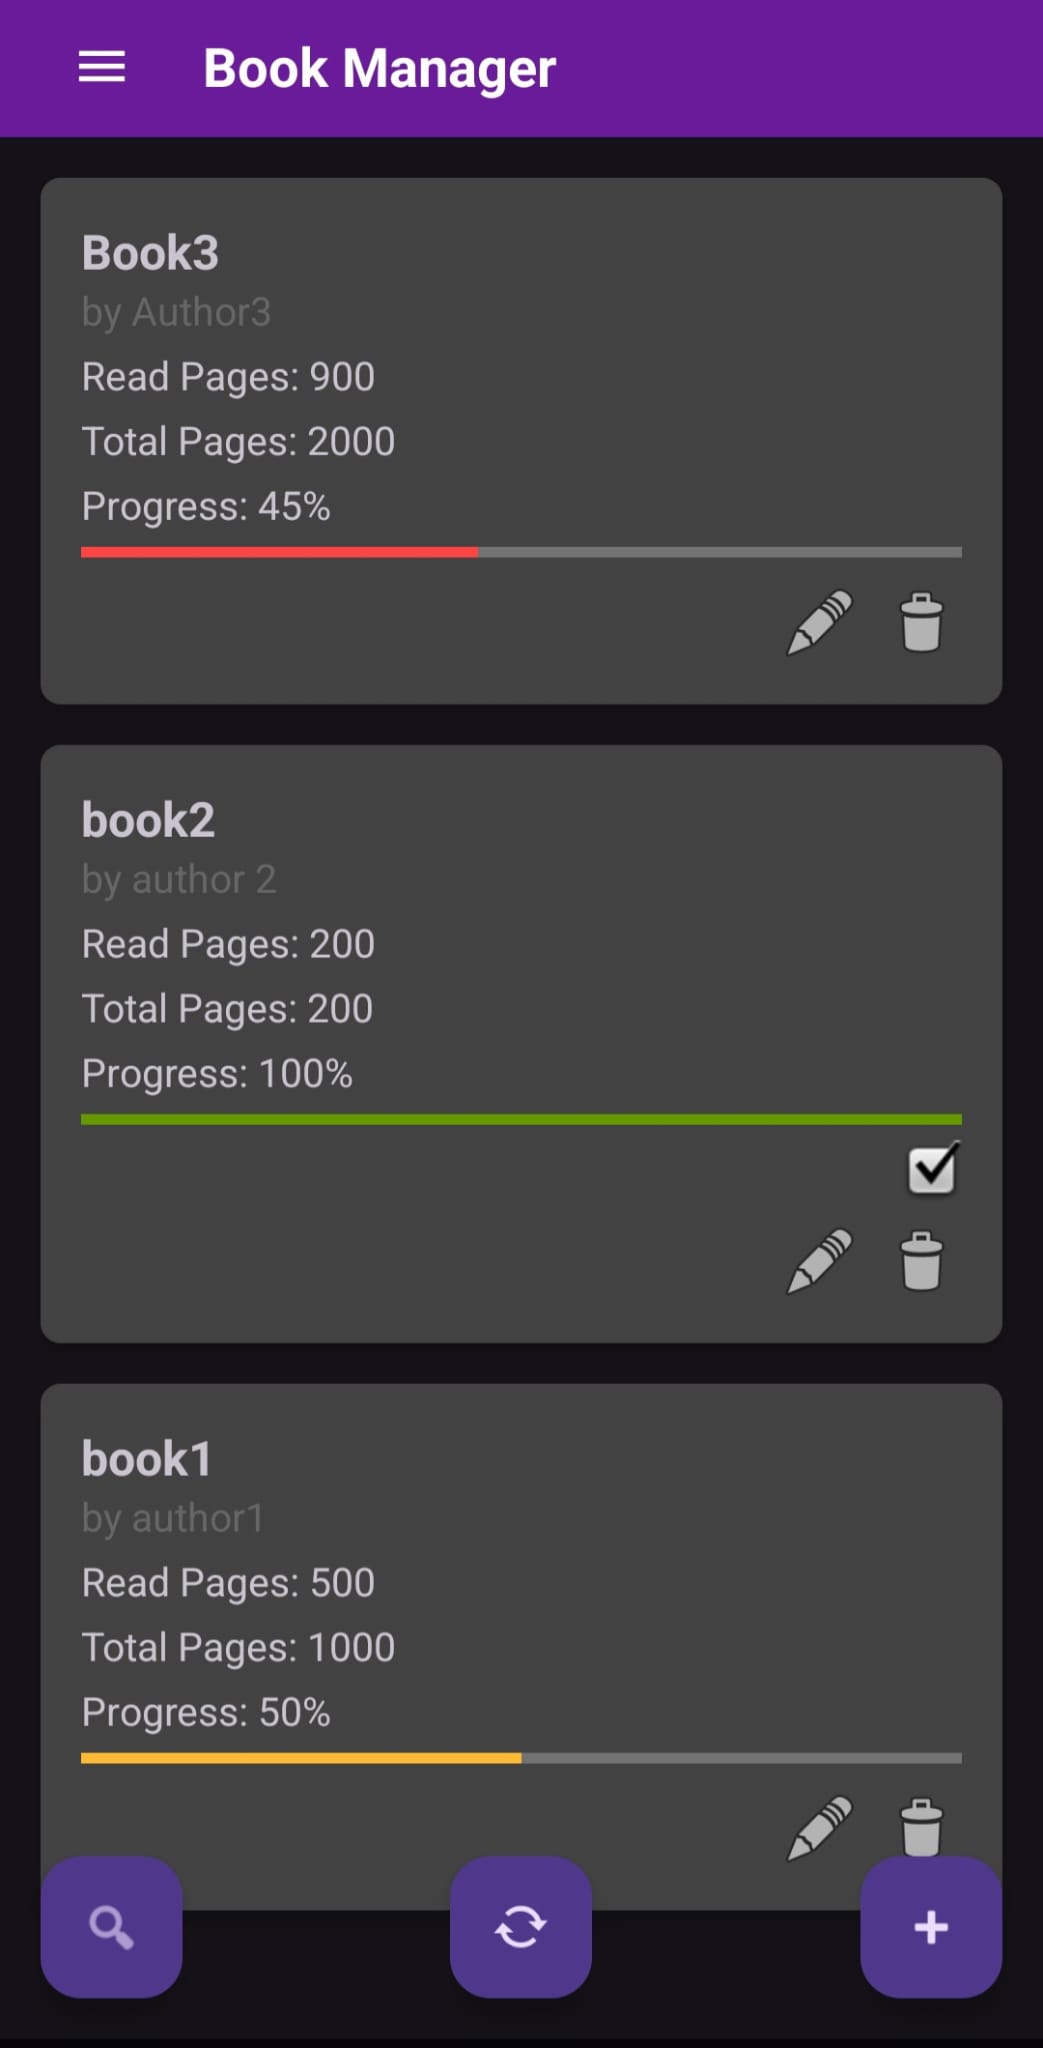 Book Manager
Book3
by Author3
Read Pages: 900
Total Pages: 2000
Progress: 45%
book2
by author 2
Read Pages: 200
Total Pages: 200
Progress: 100%
book1
by author1
Read Pages: 500
Total Pages: 1000
Progress: 50%